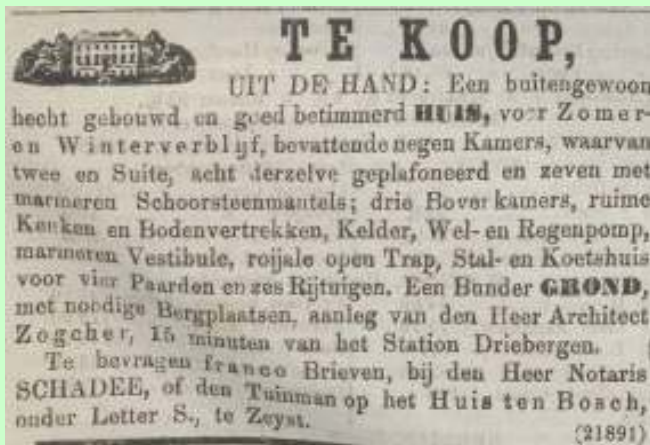 TE KOOP,
UIT DE HAND: Een buitengewoon
hecht gebouwd en goed betimmerd HUIS, voor Zomer-
en Winterverblijf, bevattende negen Kamers, waarvan
twee en Suite, acht derzelve geplafoneerd en zeven met
marmeren Schoorsteenmantels; drie Bovenkamers, ruime
Keuken en Bodenvertrekken, Kelder, Wel- en Regenpomp,
marmeren Vestibule, roijale open Trap, Stal- en Koetshuis
voor vier Paarden en zes Rijtuigen. Een Bunder GROND,
met noodige Bergplaatsen, aanleg van den Heer Architect
Zogcher, 15 minuten van het Station Driebergen.
Te bevragen franco Brieven, bij den Heer Notaris
SCHADEE, of den Tuinman op het Huis ten Bosch,
onder Letter S., te Zeyst.
(21891)